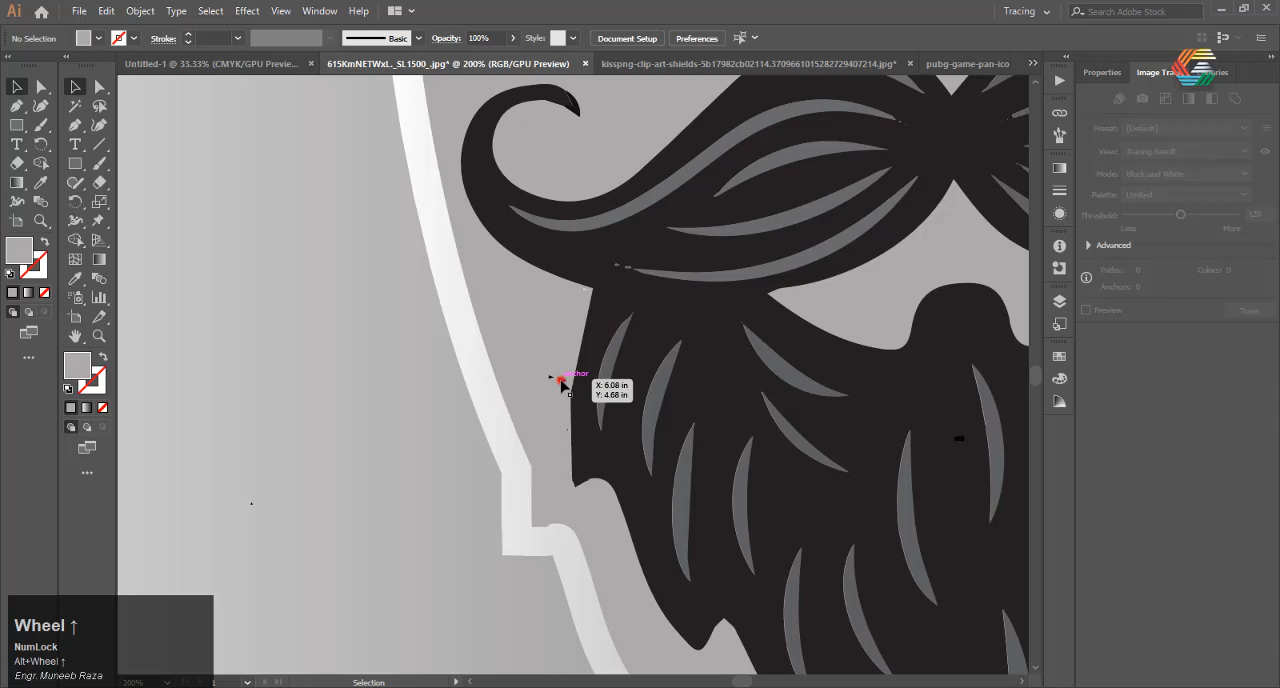 Ai
File Edit Object Type Select Effect View Window Help
Tracing
Search Adobe Stock
No Selection
Stroke:
Basic
Opacity: 100%
Style:
Document Setup
Preferences
Untitled-1 @ 33.33% (CMYK/GPU Previe... ×
615KmNETWxL._SL1500_.jpg* @ 200% (RGB/GPU Preview) ×
kisspng-clip-art-shields-5b17982cb02114.3709661015282729407214.jpg* ×
pubg-game-pan-ico
Properties
Image Tra
raries
Preset: [Default]
View: Tracing Result
Mode: Black and White
Palette: Limited
Threshold: 128
Less More
Advanced
Paths: 0 Colors: 0
Anchors: 0
Preview
Trace
anchor
X: 6.08 in
Y: 4.68 in
Wheel ↑
NumLock
Alt+Wheel ↑
Engr. Muneeb Raza
200%
1
Selection